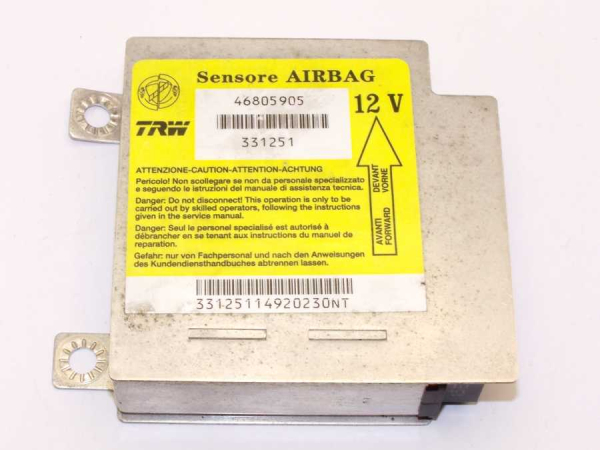 Sensore AIRBAG
46805905
12 V
TRW
331251
ATTENZIONE-CAUTION-ATTENTION-ACHTUNG
Pericolo! Non scollegare se non da personale specializzato
e seguendo le istruzioni del manuale di assistenza tecnica.
Danger: Do not disconnect! This operation is only to be
carried out by skilled operators, following the instructions
given in the service manual.
Danger: Seul le personel specialisé est autorisé à
débrancher en se tenant aux instructions du manuel de
reparation.
Gefahr: nur von Fachpersonal und nach den Anweisungen
des Kundendiensthandbuches abtrennen lassen.
AVANTI DEVANT
FORWARD VORNE
33125114920230NT